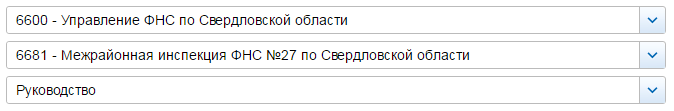 6600 - Управление ФНС по Свердловской области
6681 - Межрайонная инспекция ФНС №27 по Свердловской области
Руководство